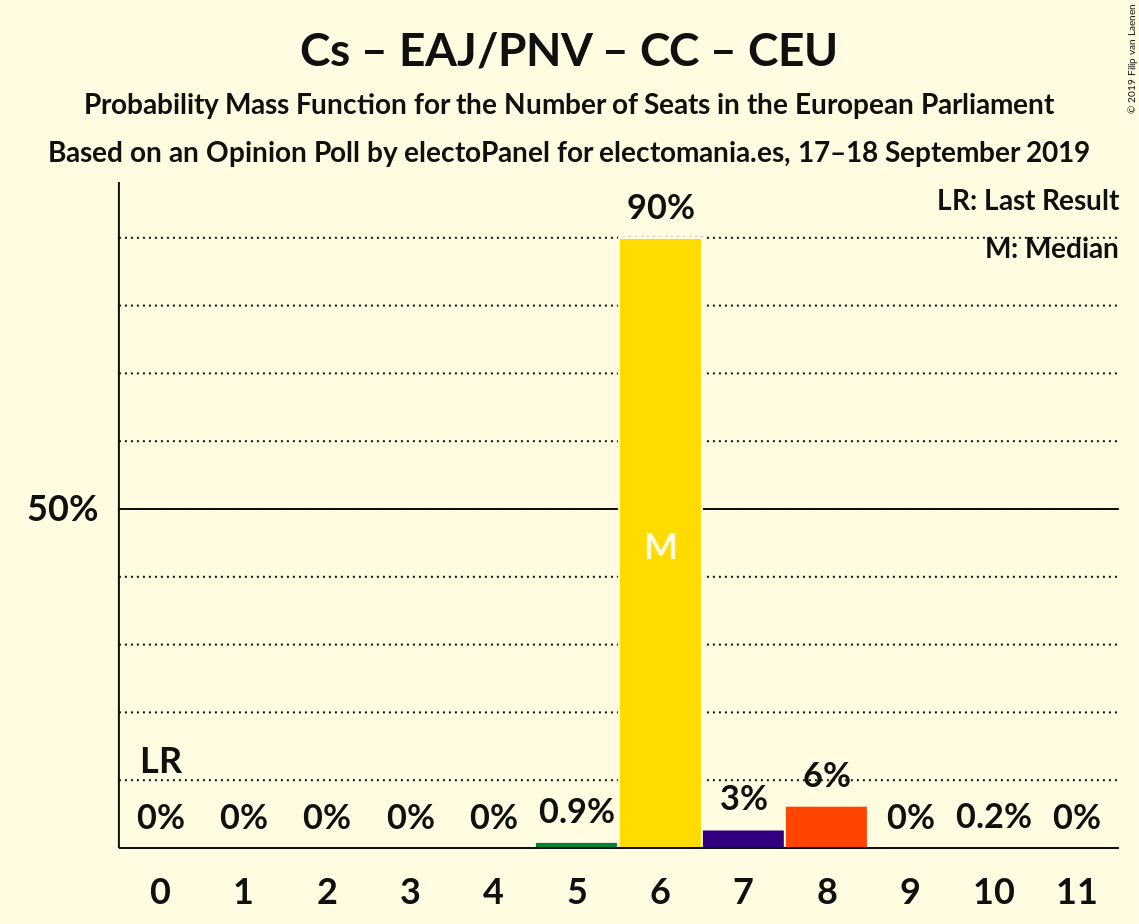 Cs – EAJ/PNV – CC – CEU
Probability Mass Function for the Number of Seats in the European Parliament
Based on an Opinion Poll by electoPanel for electomania.es, 17–18 September 2019
© 2019 Filip van Laenen
LR: Last Result
M: Median
90%
50%
M
LR
0% 0% 0% 0% 0% 0.9% 3% 6% 0% 0.2% 0%
0 1 2 3 4 5 6 7 8 9 10 11